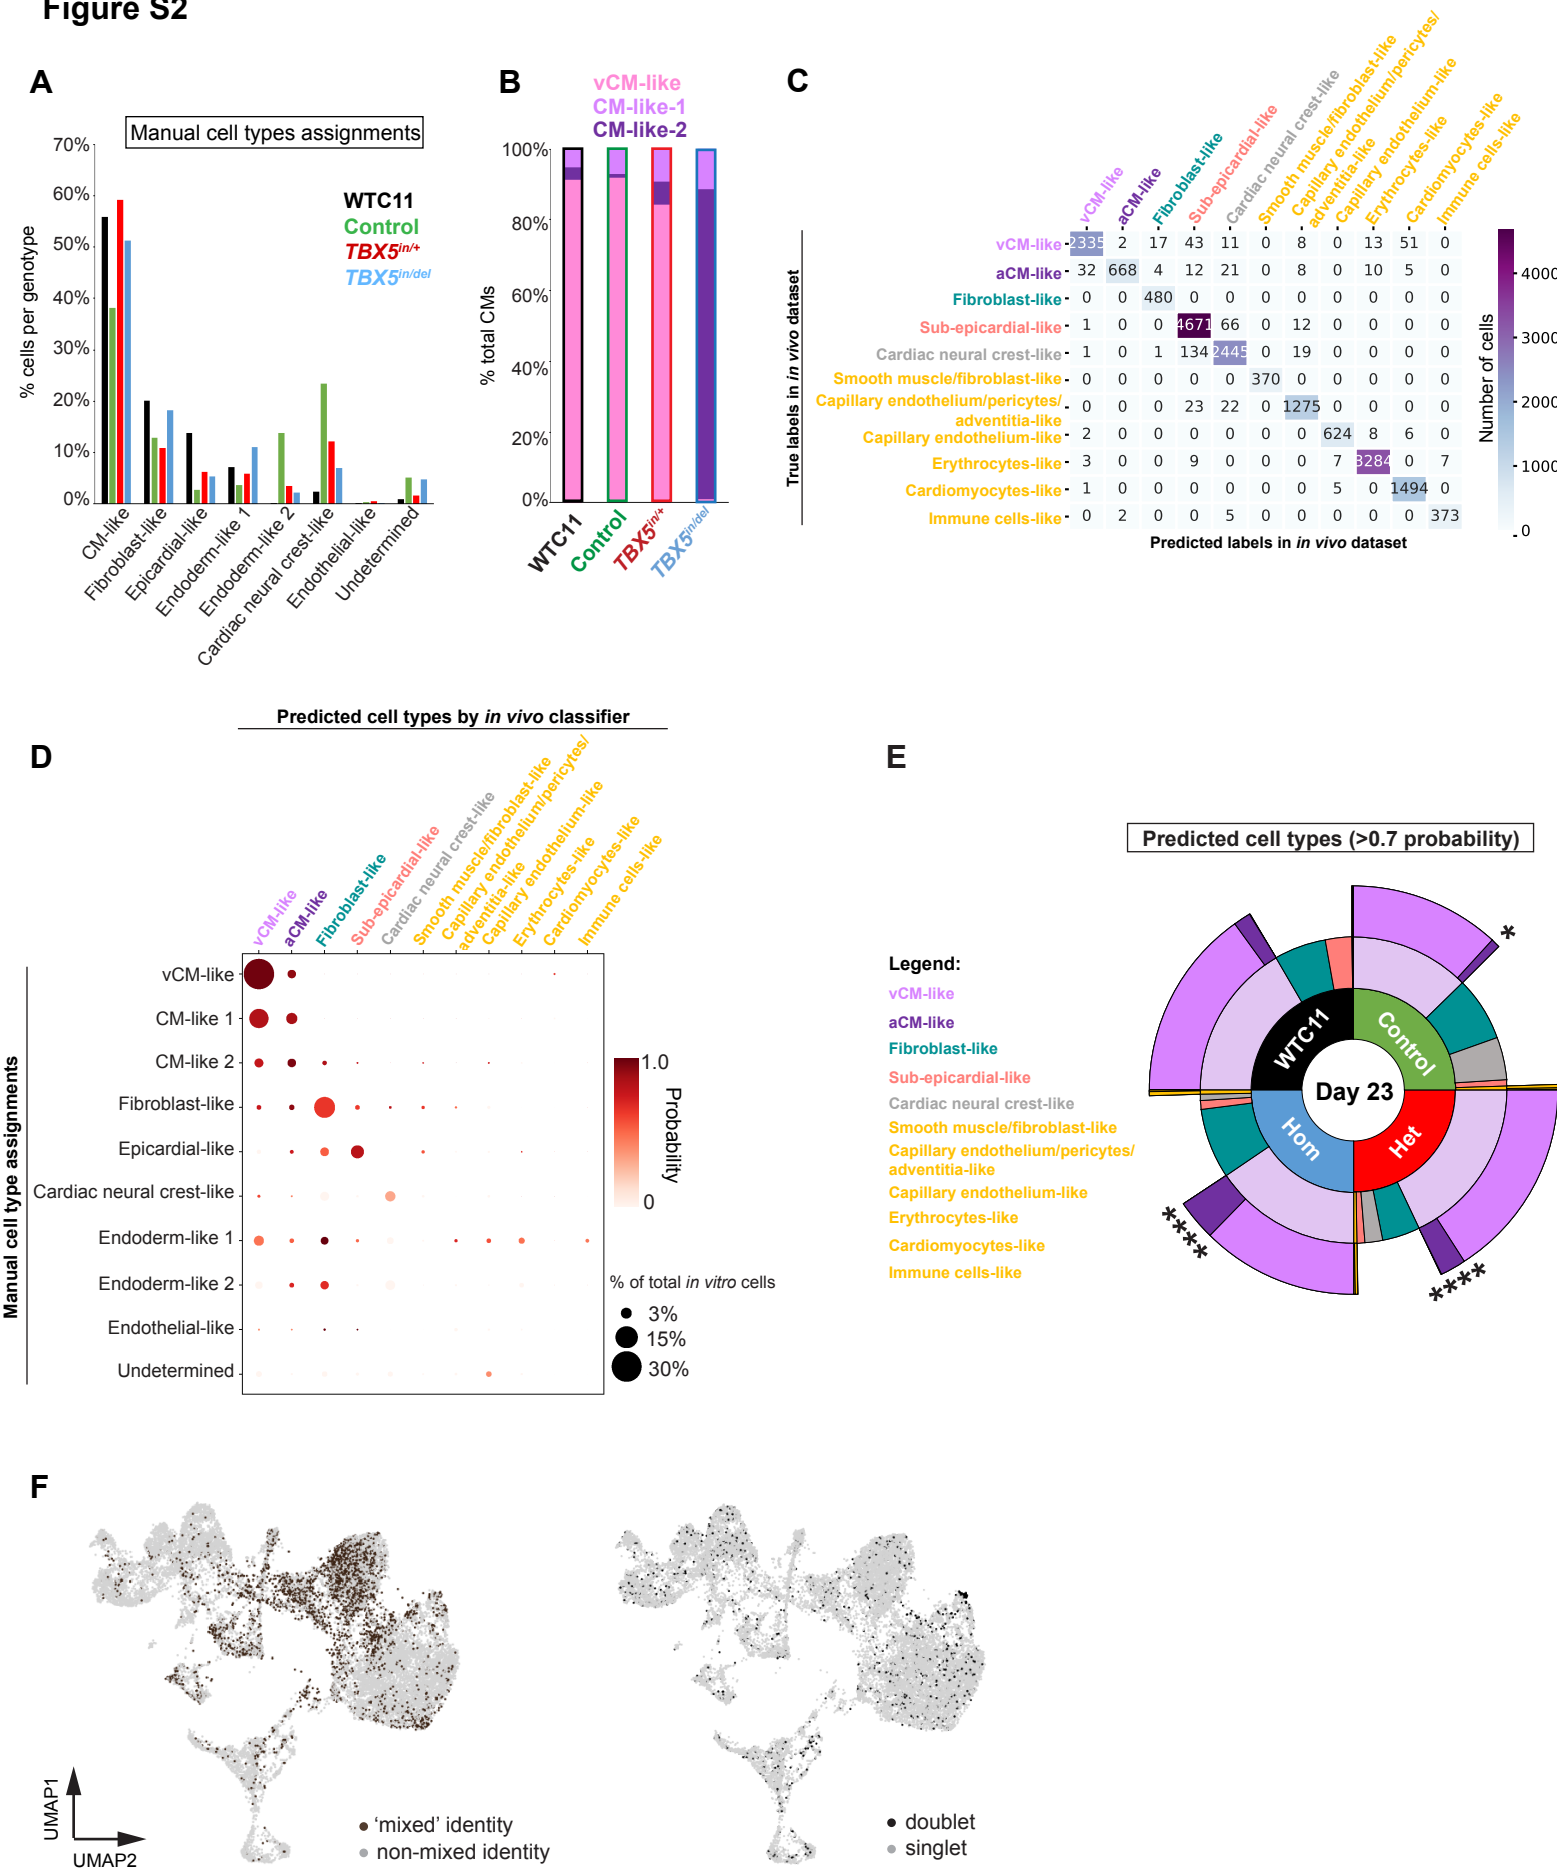 Figure S2
A
Manual cell types assignments
70%
60%
50%
40%
30%
20%
10%
0%
% cells per genotype
WTC11
Control
TBX5in/+
TBX5in/del
CM-like
Fibroblast-like
Epicardial-like
Endoderm-like 1
Endoderm-like 2
Cardiac neural crest-like
Endothelial-like
Undetermined
B
vCM-like
CM-like-1
CM-like-2
100%
80%
60%
40%
20%
0%
% total CMs
WTC11
Control
TBX5in/+
TBX5in/del
C
vCM-like
aCM-like
Fibroblast-like
Sub-epicardial-like
Cardiac neural crest-like
Smooth muscle/fibroblast-like
Capillary endothelium/pericytes/
adventitia-like
Capillary endothelium-like
Erythrocytes-like
Cardiomyocytes-like
Immune cells-like
True labels in in vivo dataset
vCM-like 2335 2 17 43 11 0 8 0 13 51 0
aCM-like 32 668 4 12 21 0 8 0 10 5 0
Fibroblast-like 0 0 480 0 0 0 0 0 0 0 0
Sub-epicardial-like 1 0 0 4671 66 0 12 0 0 0 0
Cardiac neural crest-like 1 0 1 134 2445 0 19 0 0 0 0
Smooth muscle/fibroblast-like 0 0 0 0 0 370 0 0 0 0 0
Capillary endothelium/pericytes/
adventitia-like 0 0 0 23 22 0 1275 0 0 0 0
Capillary endothelium-like 2 0 0 0 0 0 0 624 8 6 0
Erythrocytes-like 3 0 0 9 0 0 0 7 3284 0 7
Cardiomyocytes-like 1 0 0 0 0 0 0 5 0 1494 0
Immune cells-like 0 2 0 0 5 0 0 0 0 0 373
Predicted labels in in vivo dataset
Number of cells
4000
3000
2000
1000
0
D
Predicted cell types by in vivo classifier
vCM-like
aCM-like
Fibroblast-like
Sub-epicardial-like
Cardiac neural crest-like
Smooth muscle/fibroblast-like
Capillary endothelium/pericytes/
adventitia-like
Capillary endothelium-like
Erythrocytes-like
Cardiomyocytes-like
Immune cells-like
Manual cell type assignments
vCM-like
CM-like 1
CM-like 2
Fibroblast-like
Epicardial-like
Cardiac neural crest-like
Endoderm-like 1
Endoderm-like 2
Endothelial-like
Undetermined
1.0
Probability
0
% of total in vitro cells
3%
15%
30%
E
Predicted cell types (>0.7 probability)
Legend:
vCM-like
aCM-like
Fibroblast-like
Sub-epicardial-like
Cardiac neural crest-like
Smooth muscle/fibroblast-like
Capillary endothelium/pericytes/
adventitia-like
Capillary endothelium-like
Erythrocytes-like
Cardiomyocytes-like
Immune cells-like
WTC11
Control
Day 23
Hom
Het
*
****
****
F
UMAP1
UMAP2
‘mixed’ identity
non-mixed identity
doublet
singlet